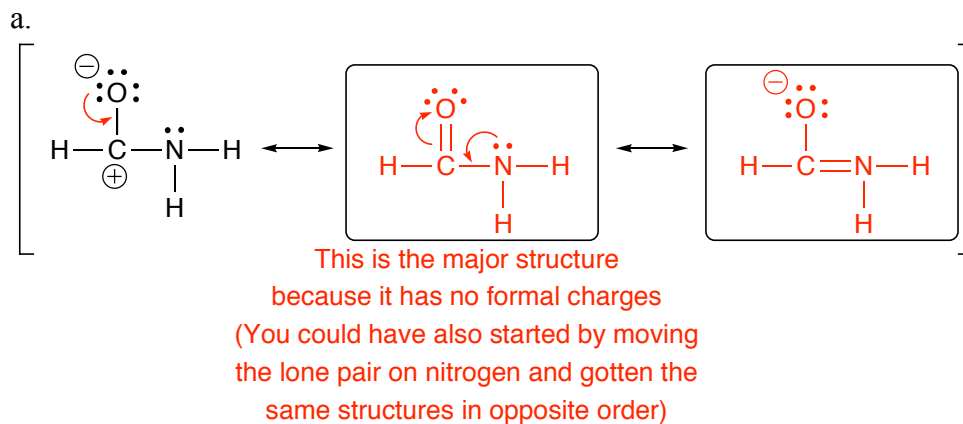 a.
O
H C N H
H
O
H C N H
H
O
H C N H
H
This is the major structure
because it has no formal charges
(You could have also started by moving
the lone pair on nitrogen and gotten the
same structures in opposite order)